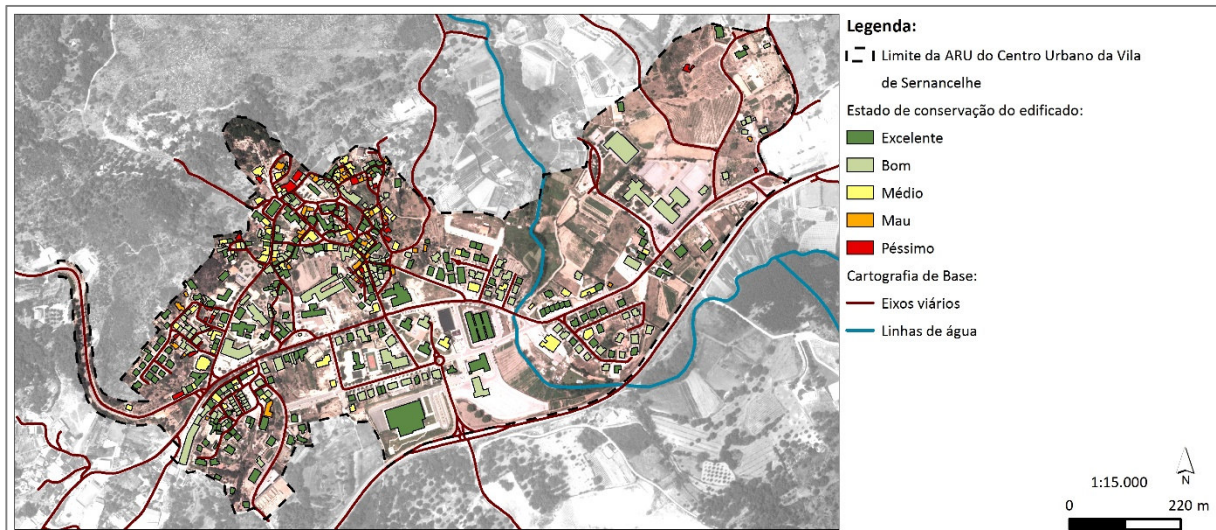 Legenda:
Limite da ARU do Centro Urbano da Vila
de Sernancelhe
Estado de conservação do edificado:
Excelente
Bom
Médio
Mau
Péssimo
Cartografia de Base:
Eixos viários
Linhas de água
1:15.000
N
0 220 m